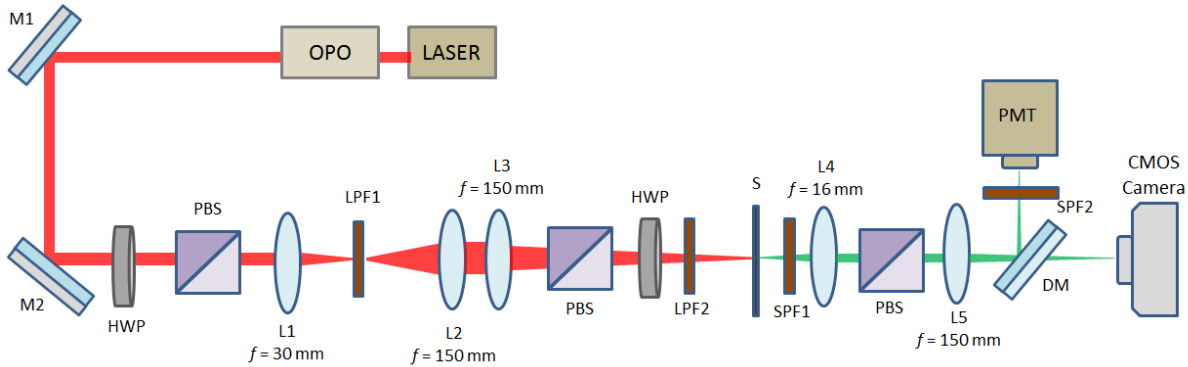 M1
OPO
LASER
PMT
CMOS
Camera
L3
f = 150 mm
L4
f = 16 mm
LPF1
HWP
S
SPF2
PBS
M2
HWP
L1
f = 30 mm
L2
f = 150 mm
PBS
LPF2
SPF1
PBS
L5
f = 150 mm
DM